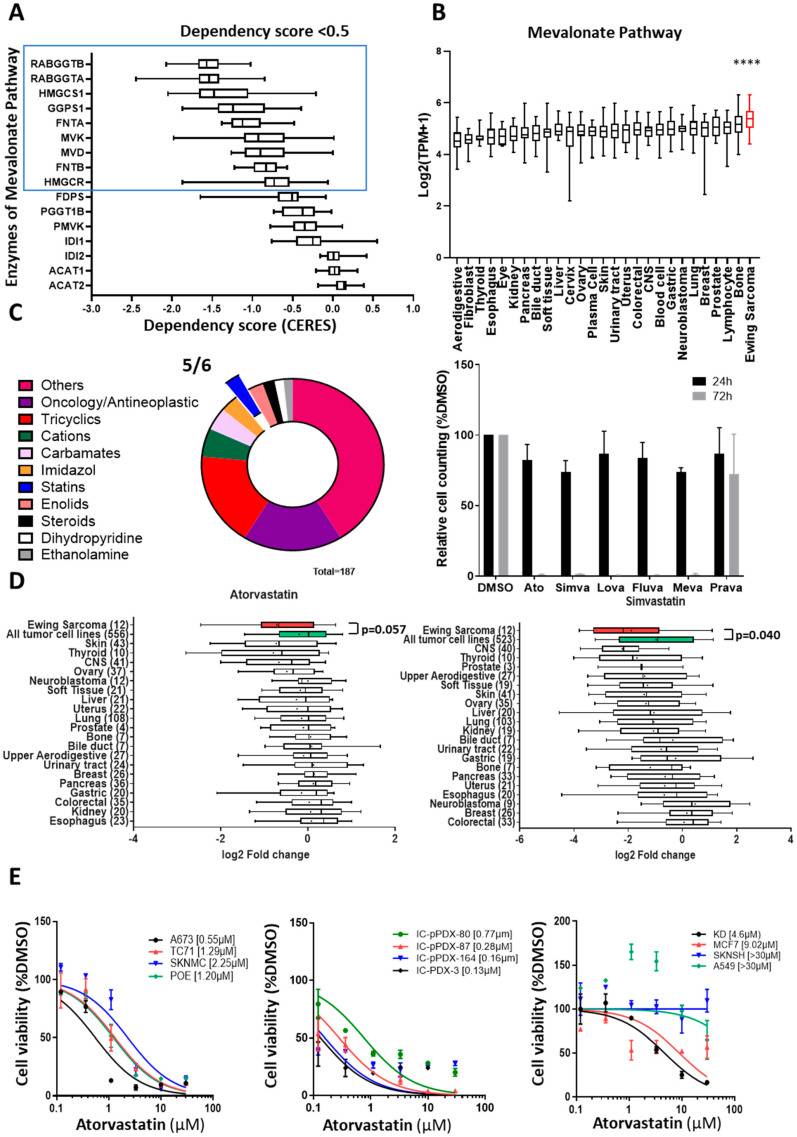 A
Dependency score <0.5
Enzymes of Mevalonate Pathway
RABGGTB
RABGGTA
HMGCS1
GGPS1
FNTA
MVK
MVD
FNTB
HMGCR
FDPS
PGGT1B
PMVK
IDI1
IDI2
ACAT1
ACAT2
-3.0 -2.5 -2.0 -1.5 -1.0 -0.5 0.0 0.5 1.0
Dependency score (CERES)
B
Mevalonate Pathway
****
Log2(TPM+1)
10
8
6
4
2
0
Aerodigestive
Fibroblast
Thyroid
Esophagus
Eye
Kidney
Pancreas
Bile duct
Soft tissue
Liver
Cervix
Ovary
Plasma Cell
Skin
Urinary tract
Uterus
Colorectal
CNS
Blood cell
Gastric
Neuroblastoma
Lung
Breast
Prostate
Lymphocyte
Bone
Ewing Sarcoma
C
5/6
Others
Oncology/Antineoplastic
Tricyclics
Cations
Carbamates
Imidazol
Statins
Enolids
Steroids
Dihydropyridine
Ethanolamine
Total=187
Relative cell counting (%DMSO)
150
100
50
0
24h
72h
DMSO Ato Simva Lova Fluva Meva Prava
D
Atorvastatin
Ewing Sarcoma (12)
All tumor cell lines (556)
Skin (43)
Thyroid (10)
CNS (41)
Ovary (37)
Neuroblastoma (12)
Soft Tissue (21)
Liver (21)
Uterus (22)
Lung (108)
Prostate (4)
Bone (7)
Bile duct (7)
Upper Aerodigestive (27)
Urinary tract (24)
Breast (26)
Pancreas (36)
Gastric (20)
Colorectal (35)
Kidney (20)
Esophagus (23)
p=0.057
-4 -2 0 2
log2 Fold change
Simvastatin
Ewing Sarcoma (12)
All tumor cell lines (523)
CNS (40)
Thyroid (10)
Prostate (3)
Upper Aerodigestive (27)
Soft Tissue (19)
Skin (41)
Ovary (35)
Liver (20)
Lung (103)
Kidney (19)
Bile duct (7)
Urinary tract (22)
Gastric (19)
Bone (7)
Pancreas (33)
Uterus (21)
Esophagus (20)
Neuroblastoma (9)
Breast (26)
Colorectal (33)
p=0.040
-6 -4 -2 0 2 4
log2 Fold change
E
Cell viability (%DMSO)
150
100
50
0
A673 [0.55µM]
TC71 [1.29µM]
SKNMC [2.25µM]
POE [1.20µM]
0.1 1 10 100
Atorvastatin (µM)
Cell viability (%DMSO)
150
100
50
0
IC-pPDX-80 [0.77µm]
IC-pPDX-87 [0.28µM]
IC-pPDX-164 [0.16µm]
IC-PDX-3 [0.13µM]
0.1 1 10 100
Atorvastatin (µM)
Cell viability (%DMSO)
200
150
100
50
0
KD [4.6µM)
MCF7 [9.02µM]
SKNSH [>30µM]
A549 [>30µM]
0.1 1 10 100
Atorvastatin (µM)